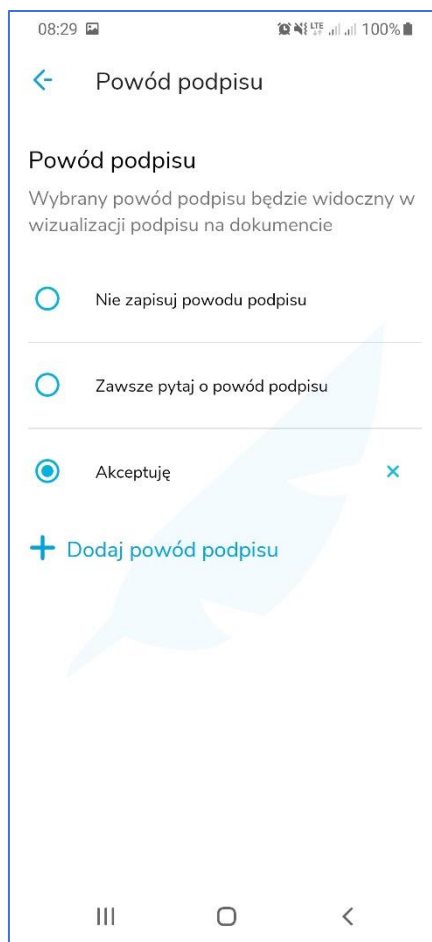 08:29 LTE 100%
Powód podpisu
Powód podpisu
Wybrany powód podpisu będzie widoczny w
wizualizacji podpisu na dokumencie
Nie zapisuj powodu podpisu
Zawsze pytaj o powód podpisu
Akceptuję
Dodaj powód podpisu